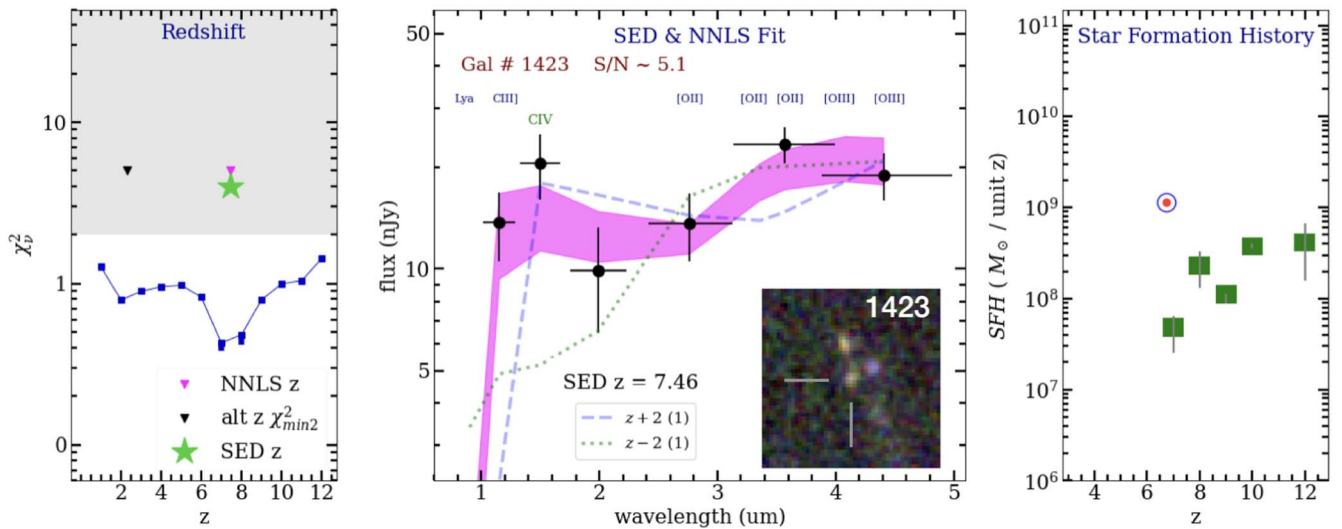 Redshift
10
1
0
χ²ᵥ
NNLS z
alt z χ²min2
SED z
2 4 6 8 10 12
z
SED & NNLS Fit
Gal # 1423 S/N ~ 5.1
Lya CIII] [OII] [OII] [OII] [OIII] [OIII]
CIV
50
20
10
5
flux (nJy)
1423
SED z = 7.46
z + 2 (1)
z − 2 (1)
1 2 3 4 5
wavelength (um)
Star Formation History
10¹¹
10¹⁰
10⁹
10⁸
10⁷
10⁶
SFH ( M⊙ / unit z)
4 6 8 10 12
z